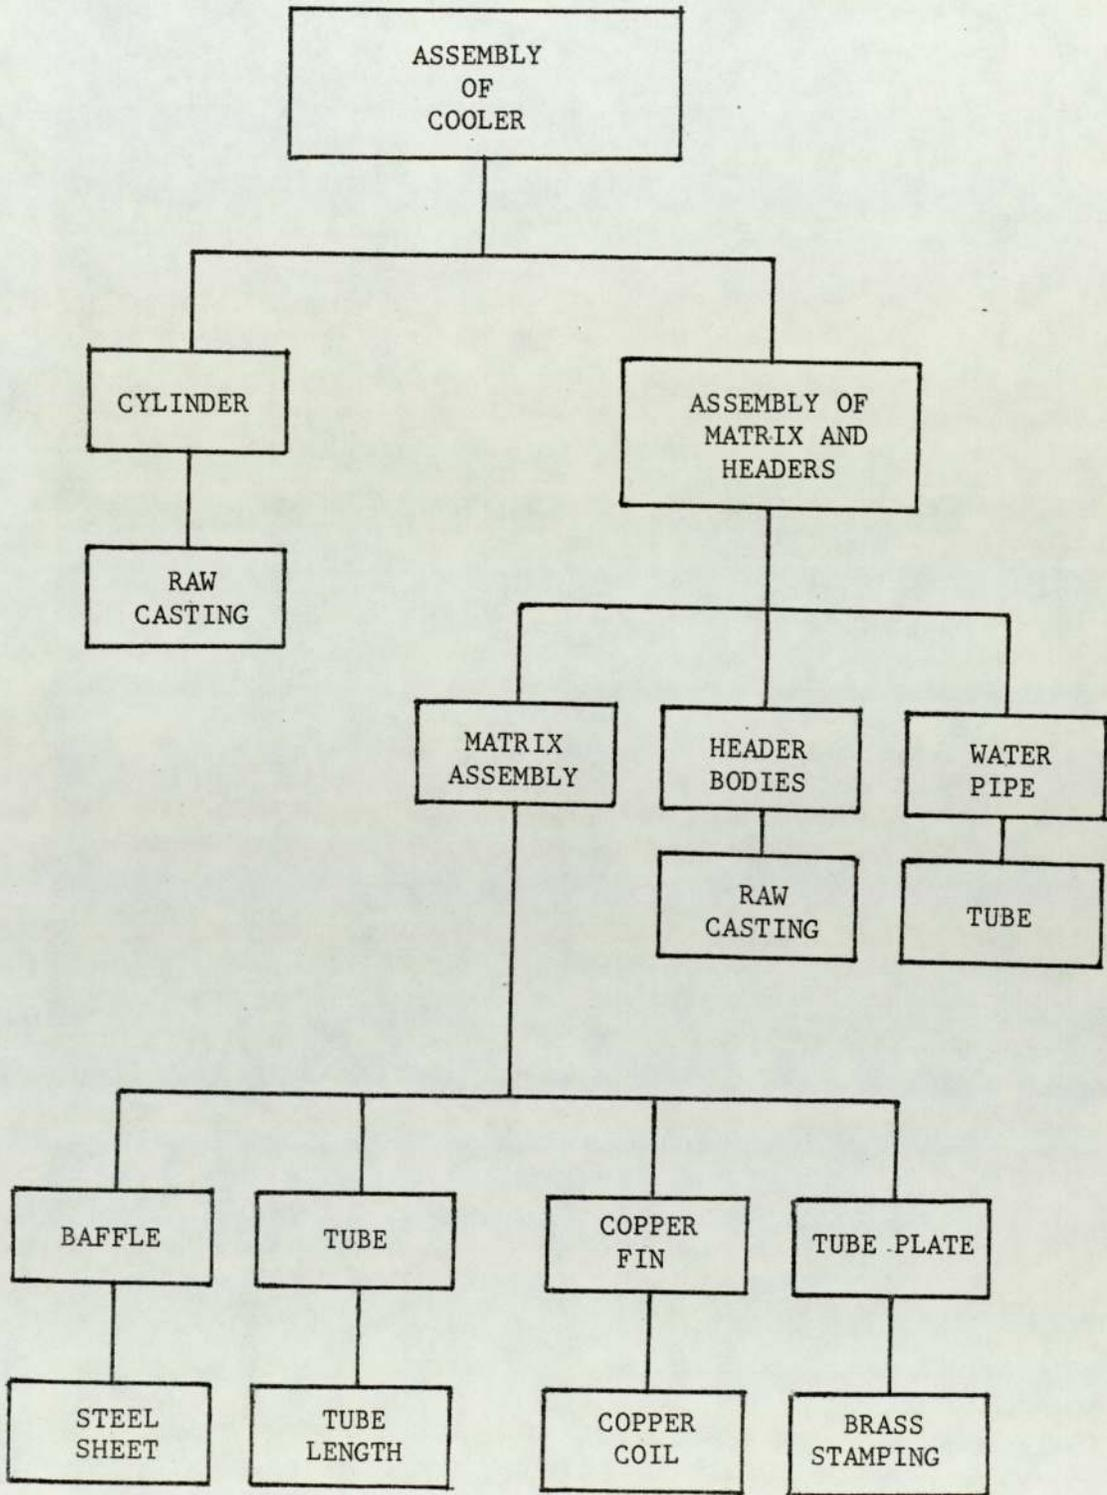 ASSEMBLY
OF
COOLER
CYLINDER
ASSEMBLY OF
MATRIX AND
HEADERS
RAW
CASTING
MATRIX
ASSEMBLY
HEADER
BODIES
WATER
PIPE
RAW
CASTING
TUBE
BAFFLE
TUBE
COPPER
FIN
TUBE PLATE
STEEL
SHEET
TUBE
LENGTH
COPPER
COIL
BRASS
STAMPING